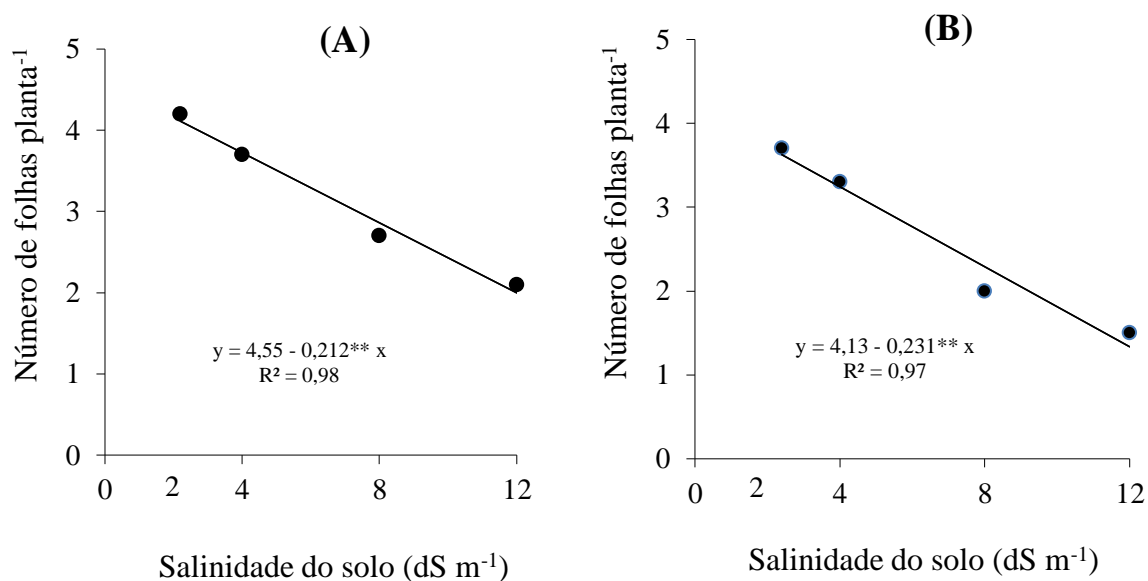 (A)
Número de folhas planta⁻¹
5
4
3
2
1
0
y = 4,55 - 0,212** x
R² = 0,98
0 2 4 8 12
Salinidade do solo (dS m⁻¹)
(B)
Número de folhas planta⁻¹
5
4
3
2
1
0
y = 4,13 - 0,231** x
R² = 0,97
0 2 4 8 12
Salinidade do solo (dS m⁻¹)